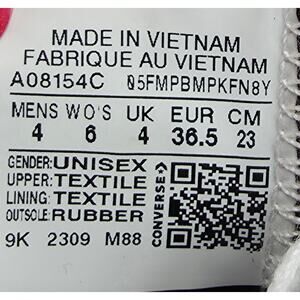 MADE IN VIETNAM
FABRIQUE AU VIETNAM
A08154C 05FMPBMPKFN8Y
MENS WO'S UK EUR CM
4 6 4 36.5 23
GENDER:UNISEX
UPPER:TEXTILE
LINING:TEXTILE
OUTSOLE:RUBBER
CONVERSE
9K 2309 M88